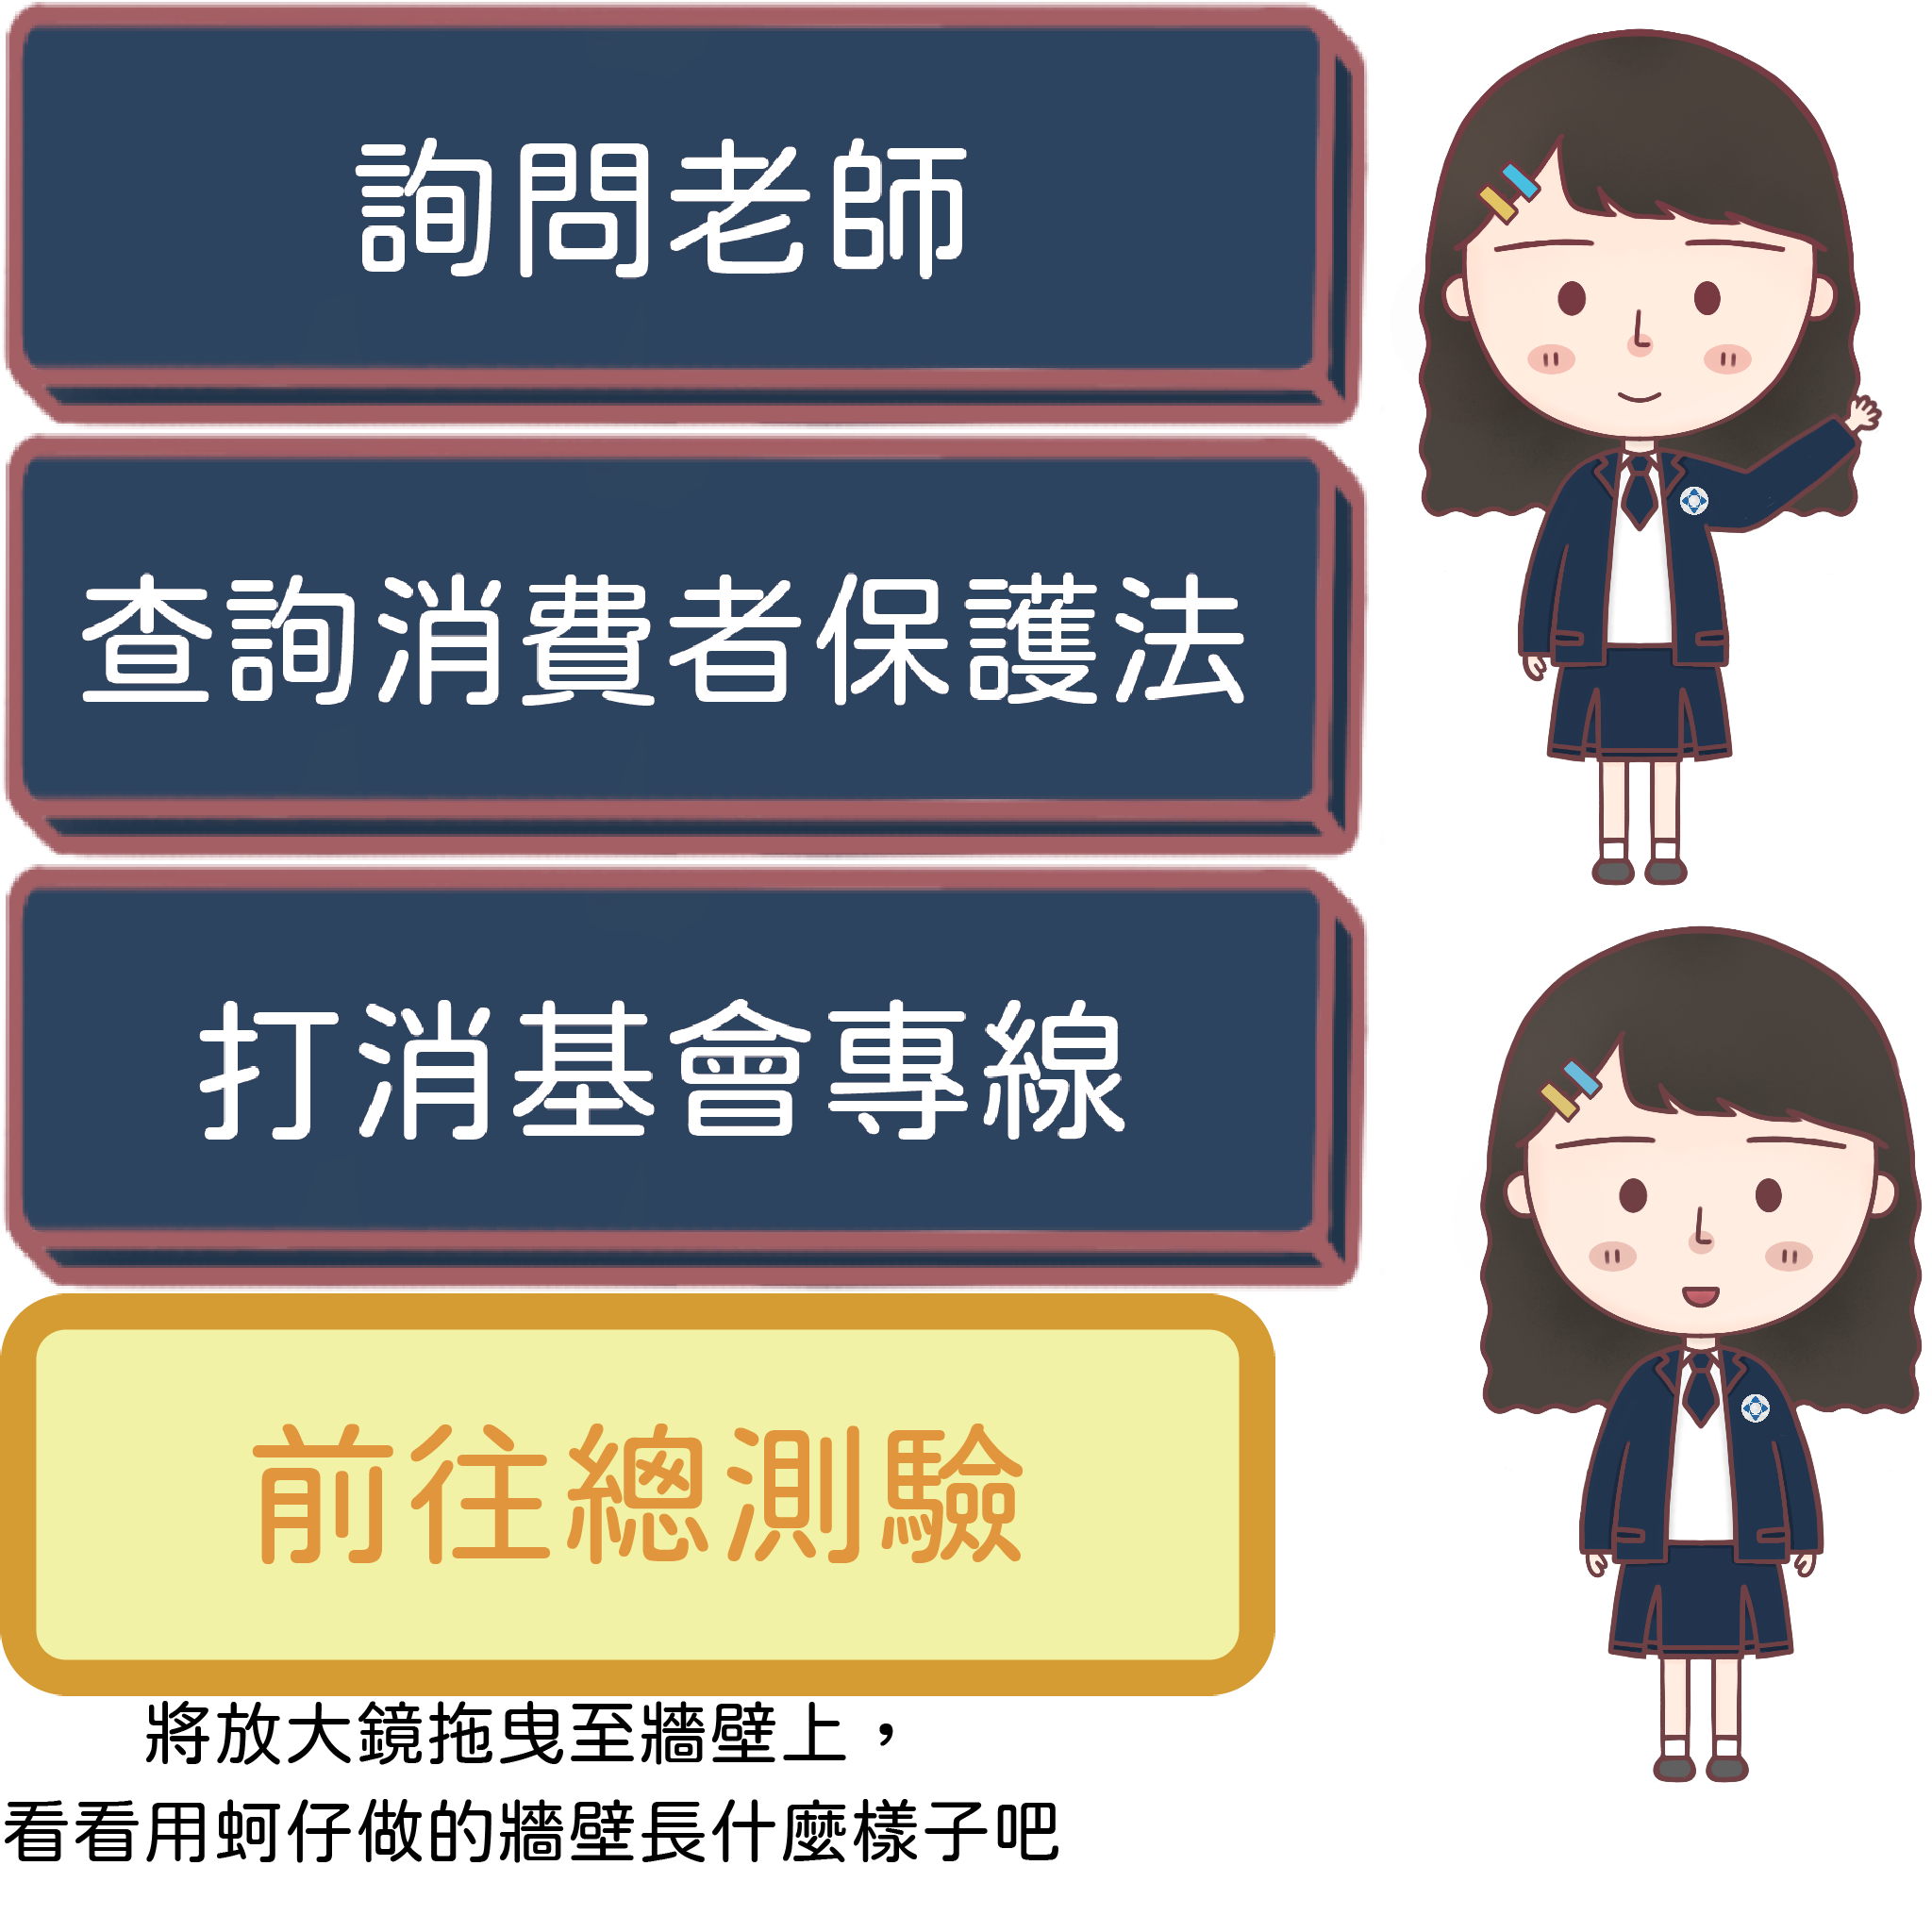 詢問老師
查詢消費者保護法
打消基會專線
前往總測驗
將放大鏡拖曳至牆壁上，
看看用蚵仔做的牆壁長什麼樣子吧